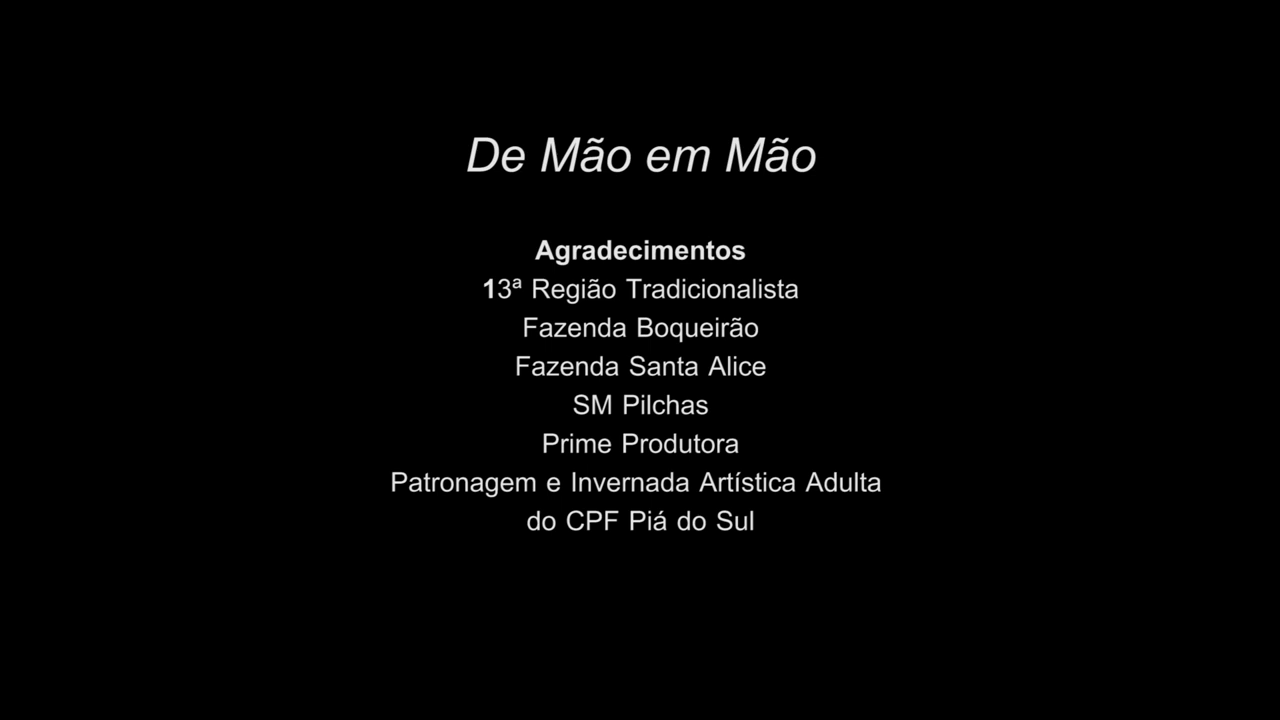 De Mão em Mão
Agradecimentos
13ª Região Tradicionalista
Fazenda Boqueirão
Fazenda Santa Alice
SM Pilchas
Prime Produtora
Patronagem e Invernada Artística Adulta
do CPF Piá do Sul